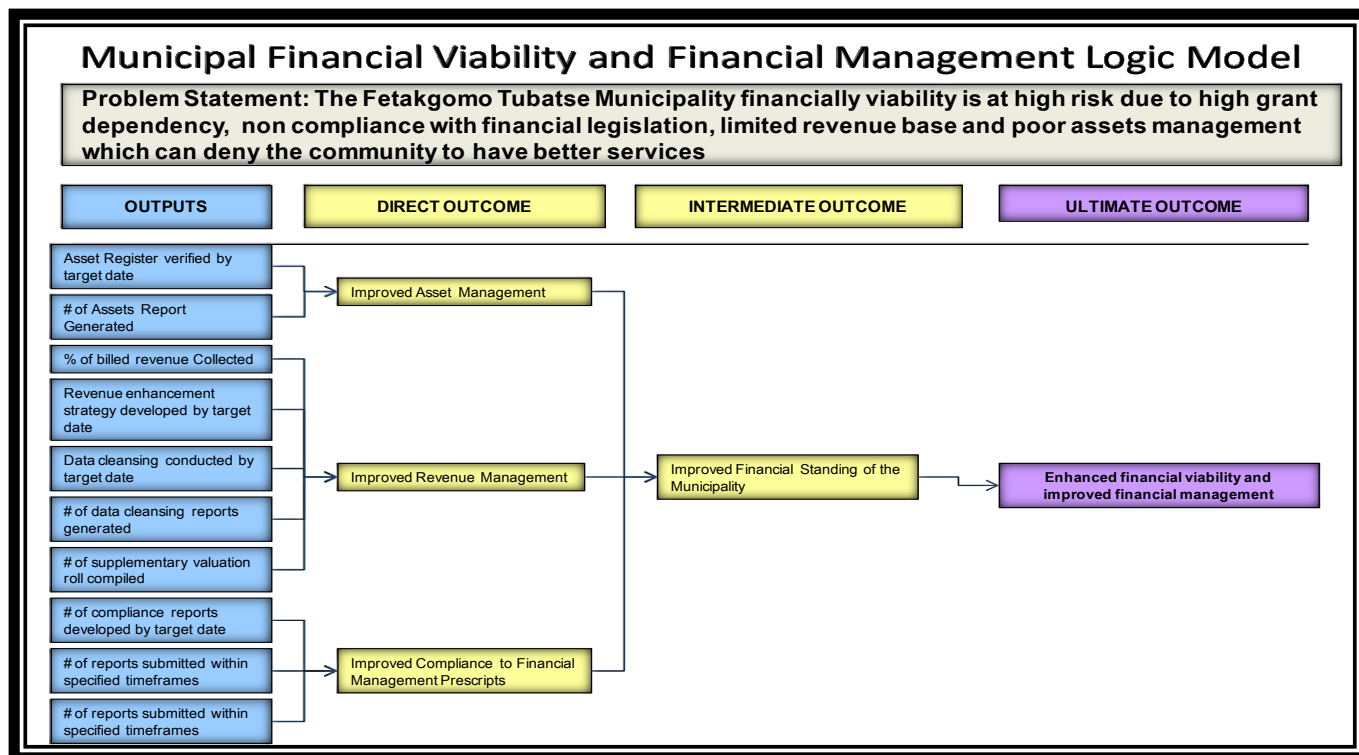 Municipal Financial Viability and Financial Management Logic Model
Problem Statement: The Fetakgomo Tubatse Municipality financially viability is at high risk due to high grant
dependency, non compliance with financial legislation, limited revenue base and poor assets management
which can deny the community to have better services
OUTPUTS
DIRECT OUTCOME
INTERMEDIATE OUTCOME
ULTIMATE OUTCOME
Asset Register verified by
target date
# of Assets Report
Generated
% of billed revenue Collected
Revenue enhancement
strategy developed by target
date
Data cleansing conducted by
target date
# of data cleansing reports
generated
# of supplementary valuation
roll compiled
# of compliance reports
developed by target date
# of reports submitted within
specified timeframes
# of reports submitted within
specified timeframes
Improved Asset Management
Improved Revenue Management
Improved Compliance to Financial
Management Prescripts
Improved Financial Standing of the
Municipality
Enhanced financial viability and
improved financial management